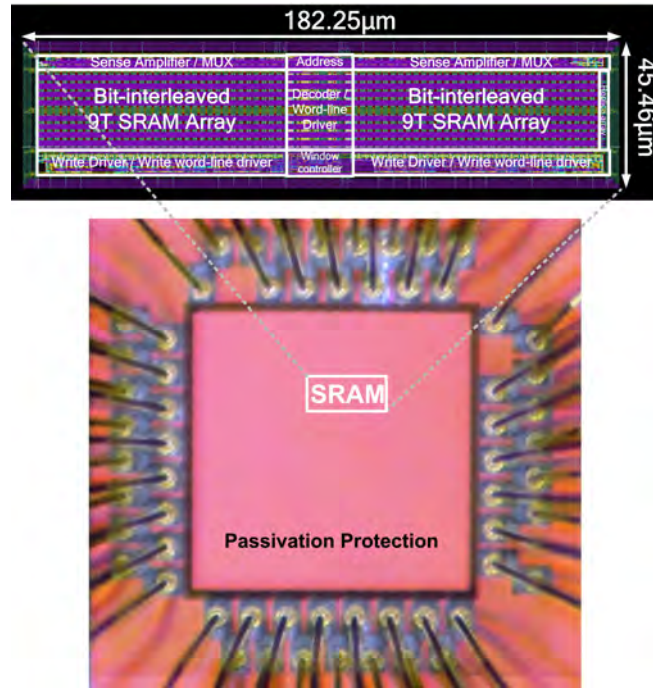 182.25μm
Sense Amplifier / MUX
Address
Sense Amplifier / MUX
Bit-interleaved
9T SRAM Array
Decoder /
Word-line
Driver
Bit-interleaved
9T SRAM Array
45.46μm
Write Driver / Write word-line driver
Window
controller
Write Driver / Write word-line driver
SRAM
Passivation Protection